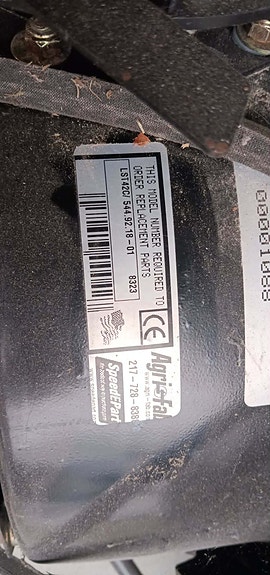 THIS MODEL NUMBER REQUIRED TO
ORDER REPLACEMENT PARTS
LST42C/ 544.92.18-01 8323
CE
Agri-Fab
217-728-838
SpeedEPart
00001088